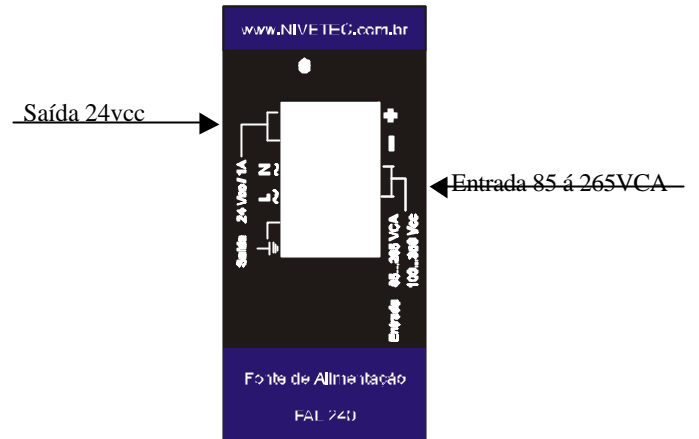 www.NIVETEC.com.br
Saída 24vcc
Saída 24 Vcc / 1A
L N
+ -
Entrada 85 á 265VCA
Entrada 85...265 VCA
100...Vcc
Fonte de Alimentação
FAL 240